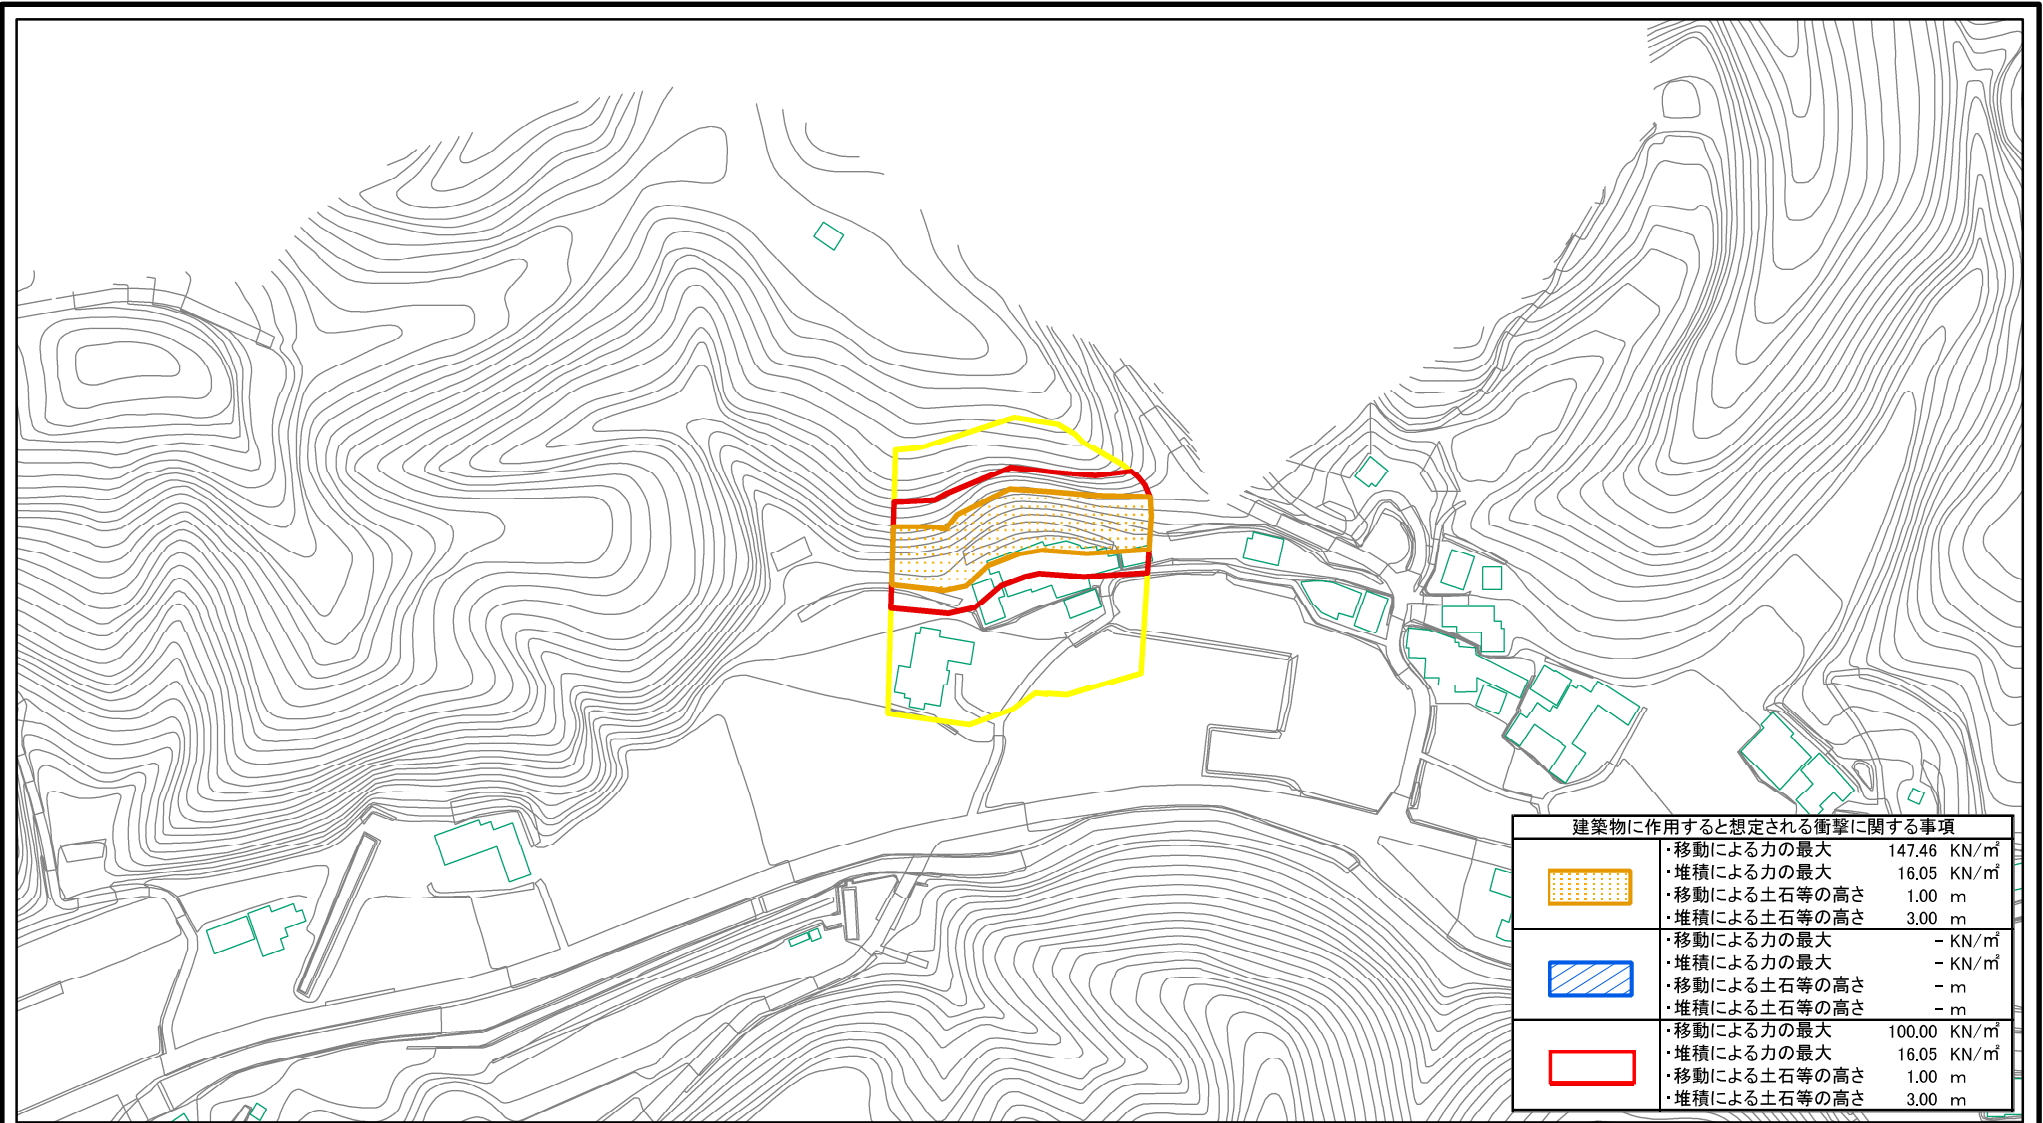 建築物に作用すると想定される衝撃に関する事項
・移動による力の最大 147.46 KN/㎡
・堆積による力の最大 16.05 KN/㎡
・移動による土石等の高さ 1.00 m
・堆積による土石等の高さ 3.00 m
・移動による力の最大 - KN/㎡
・堆積による力の最大 - KN/㎡
・移動による土石等の高さ - m
・堆積による土石等の高さ - m
・移動による力の最大 100.00 KN/㎡
・堆積による力の最大 16.05 KN/㎡
・移動による土石等の高さ 1.00 m
・堆積による土石等の高さ 3.00 m